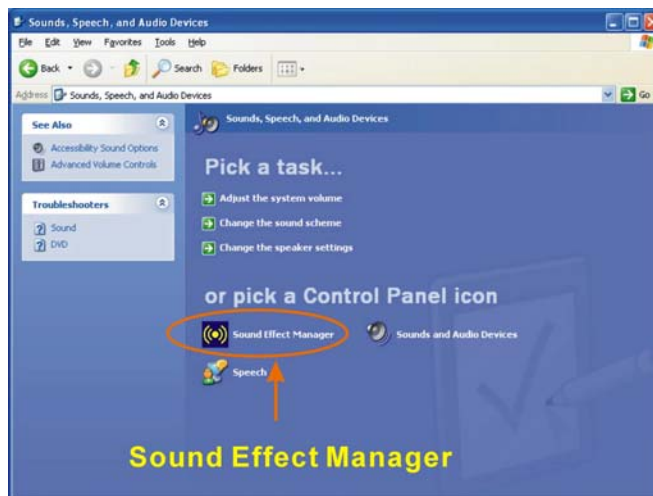 Sounds, Speech, and Audio Devices
File Edit View Favorites Tools Help
Back Search Folders
Address Sounds, Speech, and Audio Devices Go
See Also
Accessibility Sound Options
Advanced Volume Controls
Troubleshooters
Sound
DVD
Sounds, Speech, and Audio Devices
Pick a task...
Adjust the system volume
Change the sound scheme
Change the speaker settings
or pick a Control Panel icon
Sound Effect Manager Sounds and Audio Devices
Speech
Sound Effect Manager